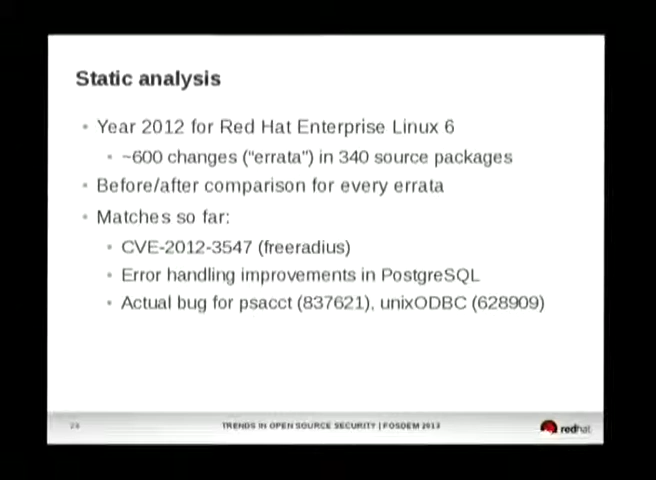 Static analysis
Year 2012 for Red Hat Enterprise Linux 6
~600 changes ("errata") in 340 source packages
Before/after comparison for every errata
Matches so far:
CVE-2012-3547 (freeradius)
Error handling improvements in PostgreSQL
Actual bug for psacct (837621), unixODBC (628909)
TRENDS IN OPEN SOURCE SECURITY | FOSDEM 2013
redhat